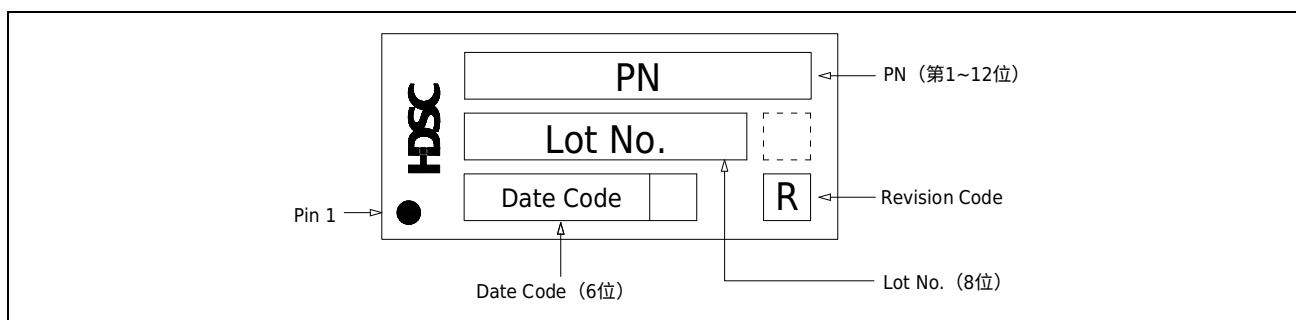 PN
PN（第1~12位）
HDSC
Lot No.
Date Code
R
Revision Code
Pin 1
Lot No.（8位）
Date Code（6位）